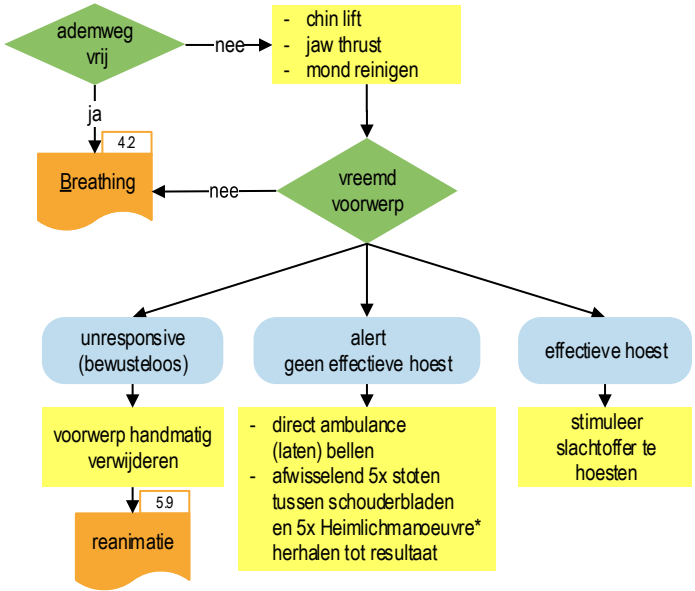 ademweg
vrij
nee
- chin lift
- jaw thrust
- mond reinigen
ja
4.2
Breathing
nee
vreemd
voorwerp
unresponsive
(bewusteloos)
alert
geen effectieve hoest
effectieve hoest
voorwerp handmatig
verwijderen
- direct ambulance
(laten) bellen
- afwisselend 5x stoten
tussen schouderbladen
en 5x Heimlichmanoeuvre*
herhalen tot resultaat
stimuleer
slachtoffer te
hoesten
5.9
reanimatie